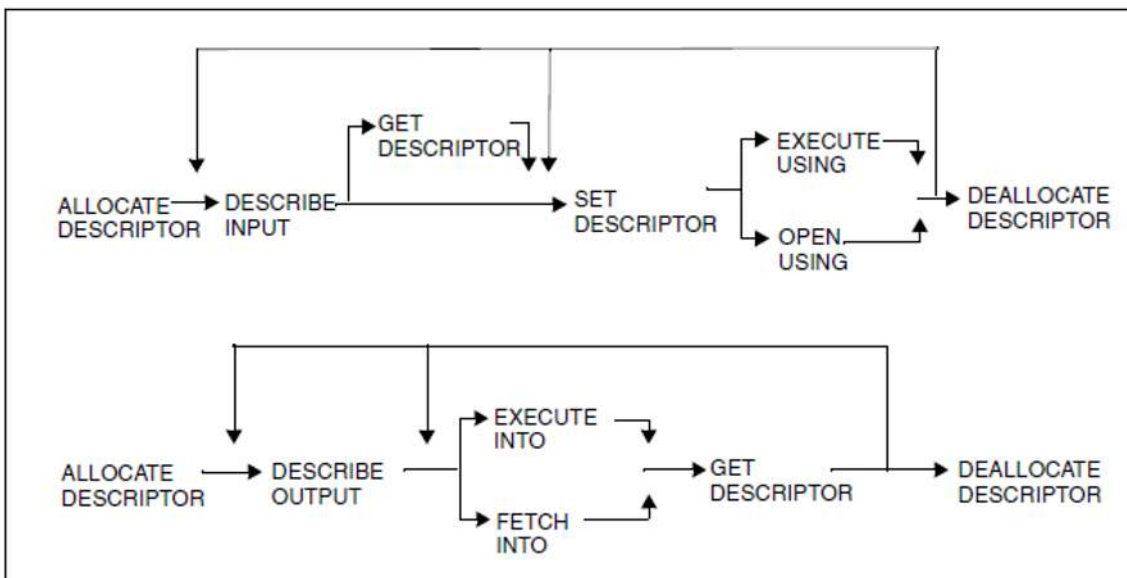 GET
DESCRIPTOR
EXECUTE
USING
ALLOCATE
DESCRIPTOR
DESCRIBE
INPUT
SET
DESCRIPTOR
OPEN
USING
DEALLOCATE
DESCRIPTOR
EXECUTE
INTO
ALLOCATE
DESCRIPTOR
DESCRIBE
OUTPUT
GET
DESCRIPTOR
DEALLOCATE
DESCRIPTOR
FETCH
INTO